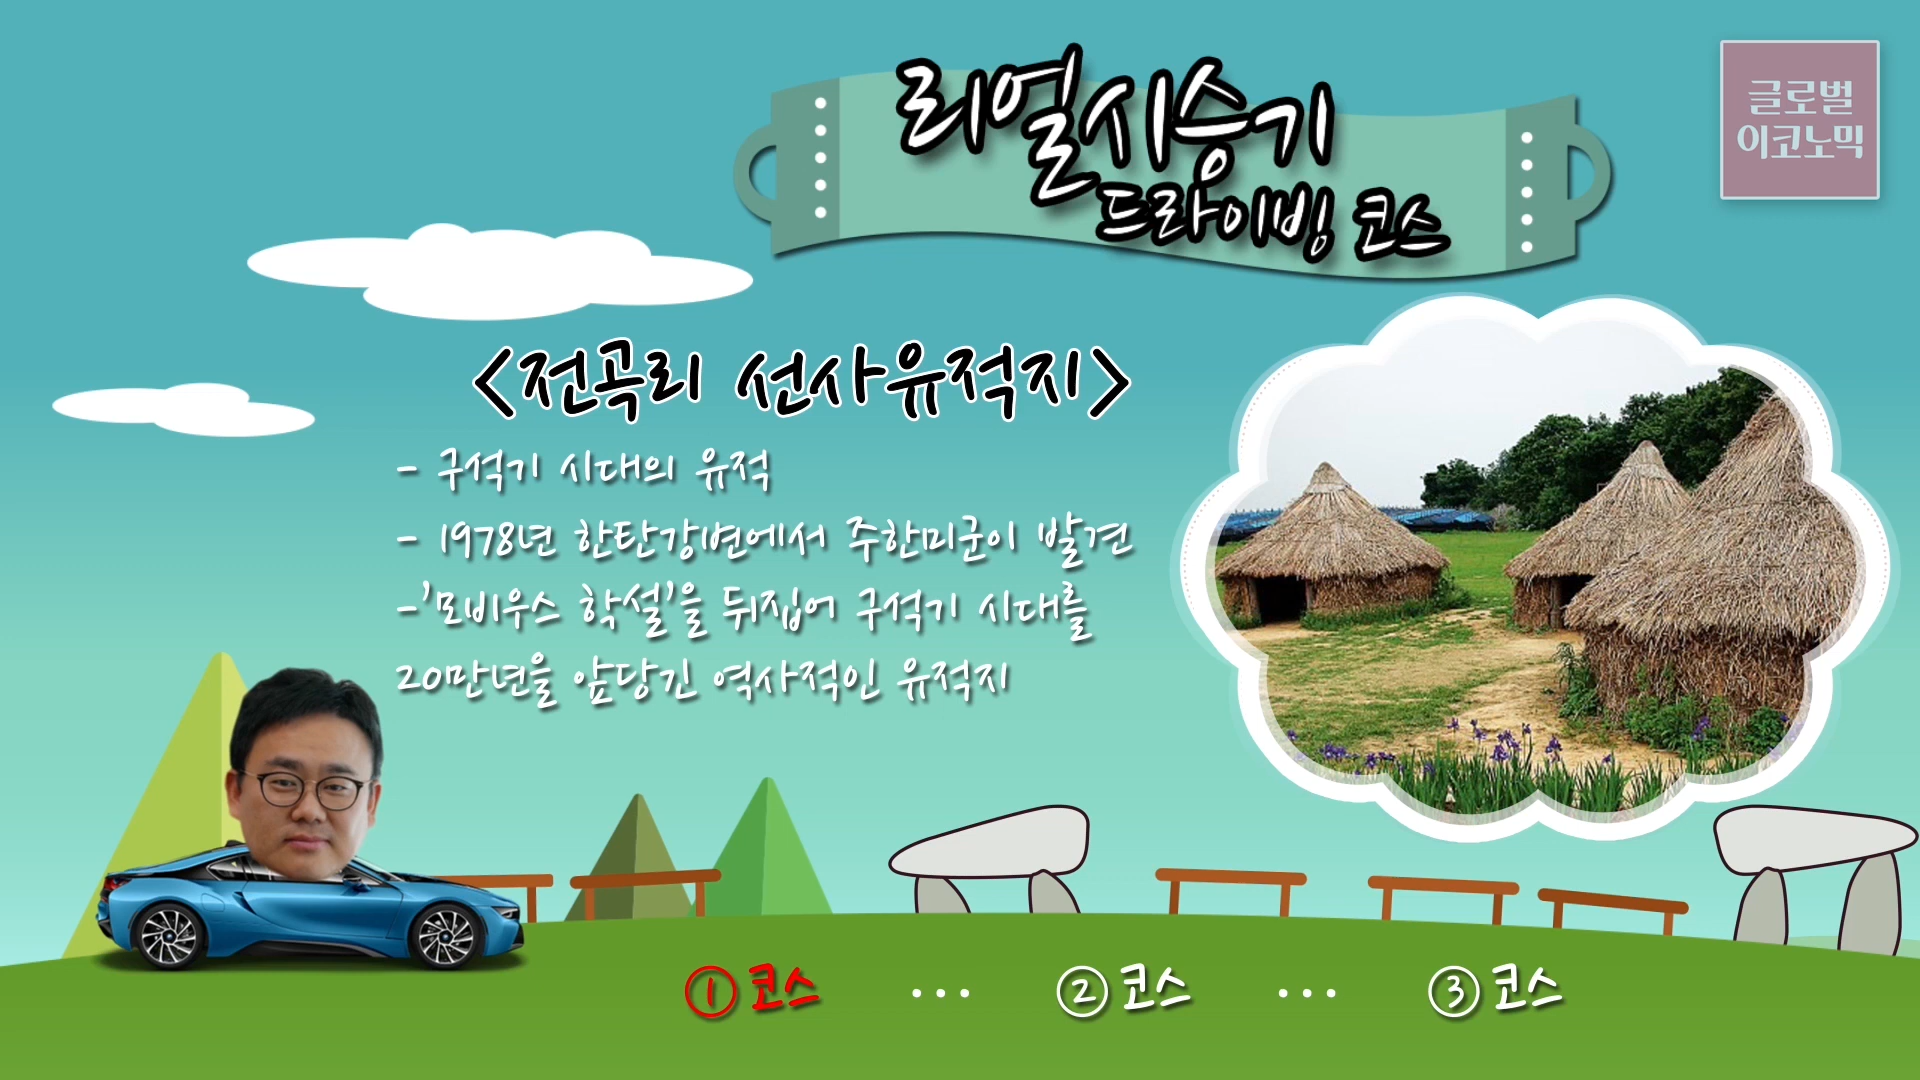 리얼시승기
드라이빙 코스
글로벌
이코노믹
<전곡리 선사유적지>
- 구석기 시대의 유적
- 1978년 한탄강변에서 주한미군이 발견
-'모비우스 학설'을 뒤집어 구석기 시대를
20만년을 앞당긴 역사적인 유적지
① 코스 ... ② 코스 ... ③ 코스